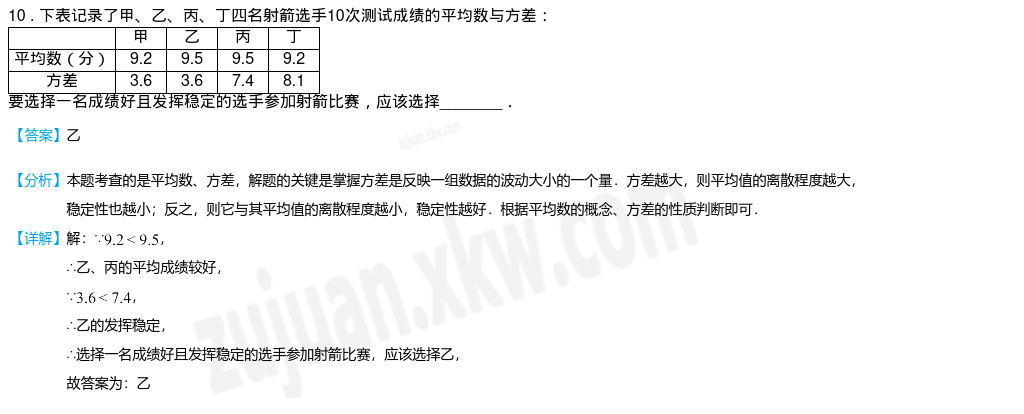 10．下表记录了甲、乙、丙、丁四名射箭选手10次测试成绩的平均数与方差：
甲 乙 丙 丁
平均数（分） 9.2 9.5 9.5 9.2
方差 3.6 3.6 7.4 8.1
要选择一名成绩好且发挥稳定的选手参加射箭比赛，应该选择________．
【答案】乙
【分析】本题考查的是平均数、方差，解题的关键是掌握方差是反映一组数据的波动大小的一个量．方差越大，则平均值的离散程度越大，
稳定性也越小；反之，则它与其平均值的离散程度越小，稳定性越好．根据平均数的概念、方差的性质判断即可．
【详解】解：∵9.2 < 9.5，
∴乙、丙的平均成绩较好，
∵3.6 < 7.4，
∴乙的发挥稳定，
∴选择一名成绩好且发挥稳定的选手参加射箭比赛，应该选择乙，
故答案为：乙
zujuan.xkw.com
zujuan.xkw.com